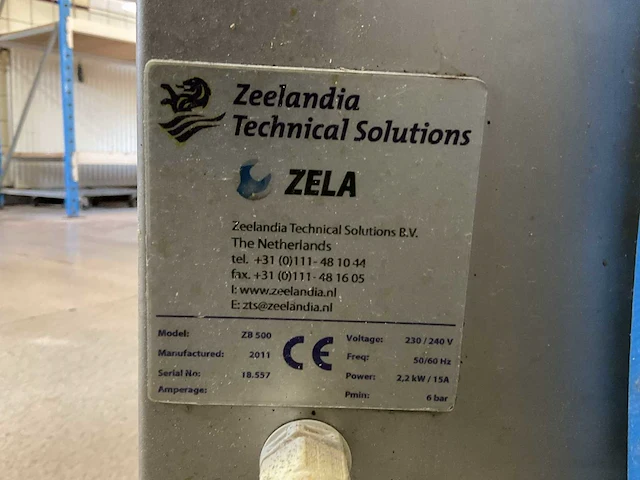 Zeelandia
Technical Solutions
ZELA
Zeelandia Technical Solutions B.V.
The Netherlands
tel. +31 (0)111- 48 10 44
fax. +31 (0)111- 48 16 05
I: www.zeelandia.nl
E: zts@zeelandia.nl
Model: ZB 500
Manufactured: 2011
Serial No: 18.557
Amperage:
CE
Voltage: 230 / 240 V
Freq: 50/60 Hz
Power: 2,2 kW / 15A
Pmin: 6 bar